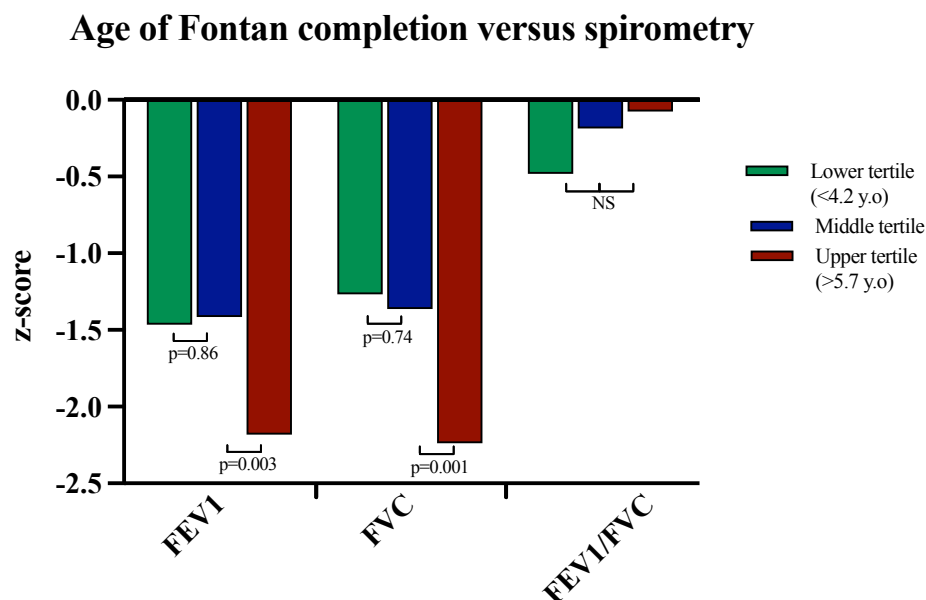 Age of Fontan completion versus spirometry
z-score
0.0
-0.5
-1.0
-1.5
-2.0
-2.5
p=0.86
p=0.003
p=0.74
p=0.001
NS
FEV1
FVC
FEV1/FVC
Lower tertile
(<4.2 y.o)
Middle tertile
Upper tertile
(>5.7 y.o)